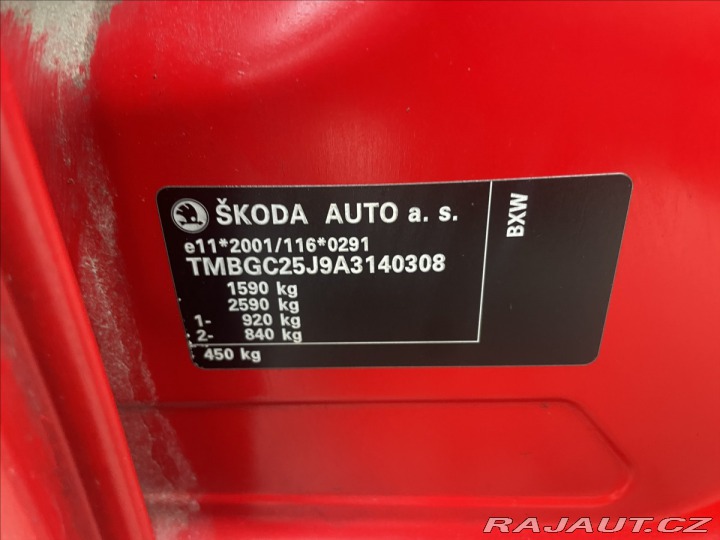 ŠKODA AUTO a. s.
e11*2001/116*0291
TMBGC25J9A3140308
1590 kg
2590 kg
1- 920 kg
2- 840 kg
450 kg
BXW
RAJAUT.CZ